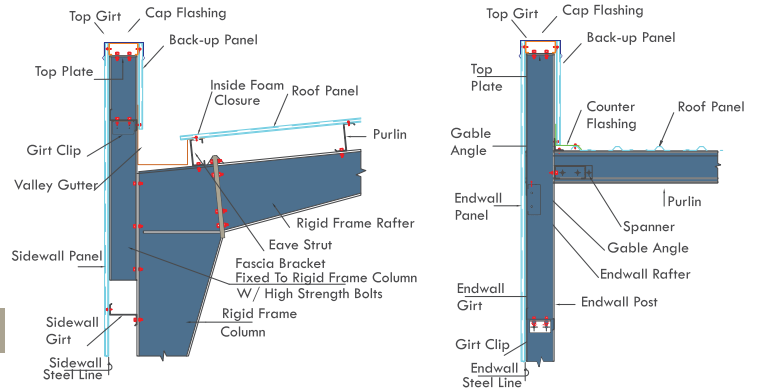 Top Girt
Cap Flashing
Back-up Panel
Top Plate
Inside Foam
Closure
Roof Panel
Purlin
Girt Clip
Valley Gutter
Rigid Frame Rafter
Eave Strut
Sidewall Panel
Fascia Bracket
Fixed To Rigid Frame Column
W/ High Strength Bolts
Sidewall
Girt
Rigid Frame
Column
Sidewall
Steel Line
Top Girt
Cap Flashing
Back-up Panel
Top
Plate
Counter
Flashing
Roof Panel
Gable
Angle
Endwall
Panel
Purlin
Spanner
Gable Angle
Endwall Rafter
Endwall
Girt
Endwall Post
Girt Clip
Endwall
Steel Line